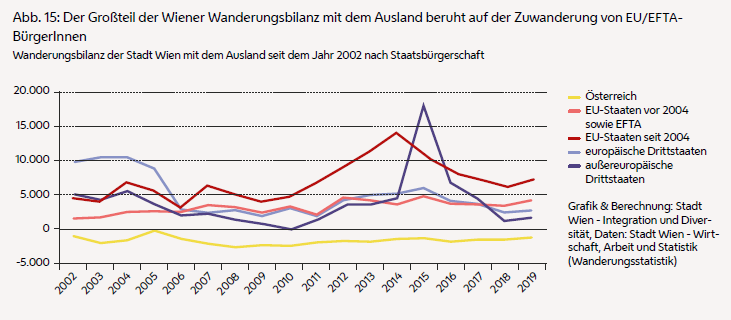 Abb. 15: Der Großteil der Wiener Wanderungsbilanz mit dem Ausland beruht auf der Zuwanderung von EU/EFTA-
BürgerInnen
Wanderungsbilanz der Stadt Wien mit dem Ausland seit dem Jahr 2002 nach Staatsbürgerschaft
20.000
15.000
10.000
5.000
0
-5.000
2002 2003 2004 2005 2006 2007 2008 2009 2010 2011 2012 2013 2014 2015 2016 2017 2018 2019
Österreich
EU-Staaten vor 2004
sowie EFTA
EU-Staaten seit 2004
europäische Drittstaaten
außereuropäische
Drittstaaten
Grafik & Berechnung: Stadt
Wien - Integration und Diver-
sität, Daten: Stadt Wien - Wirt-
schaft, Arbeit und Statistik
(Wanderungsstatistik)